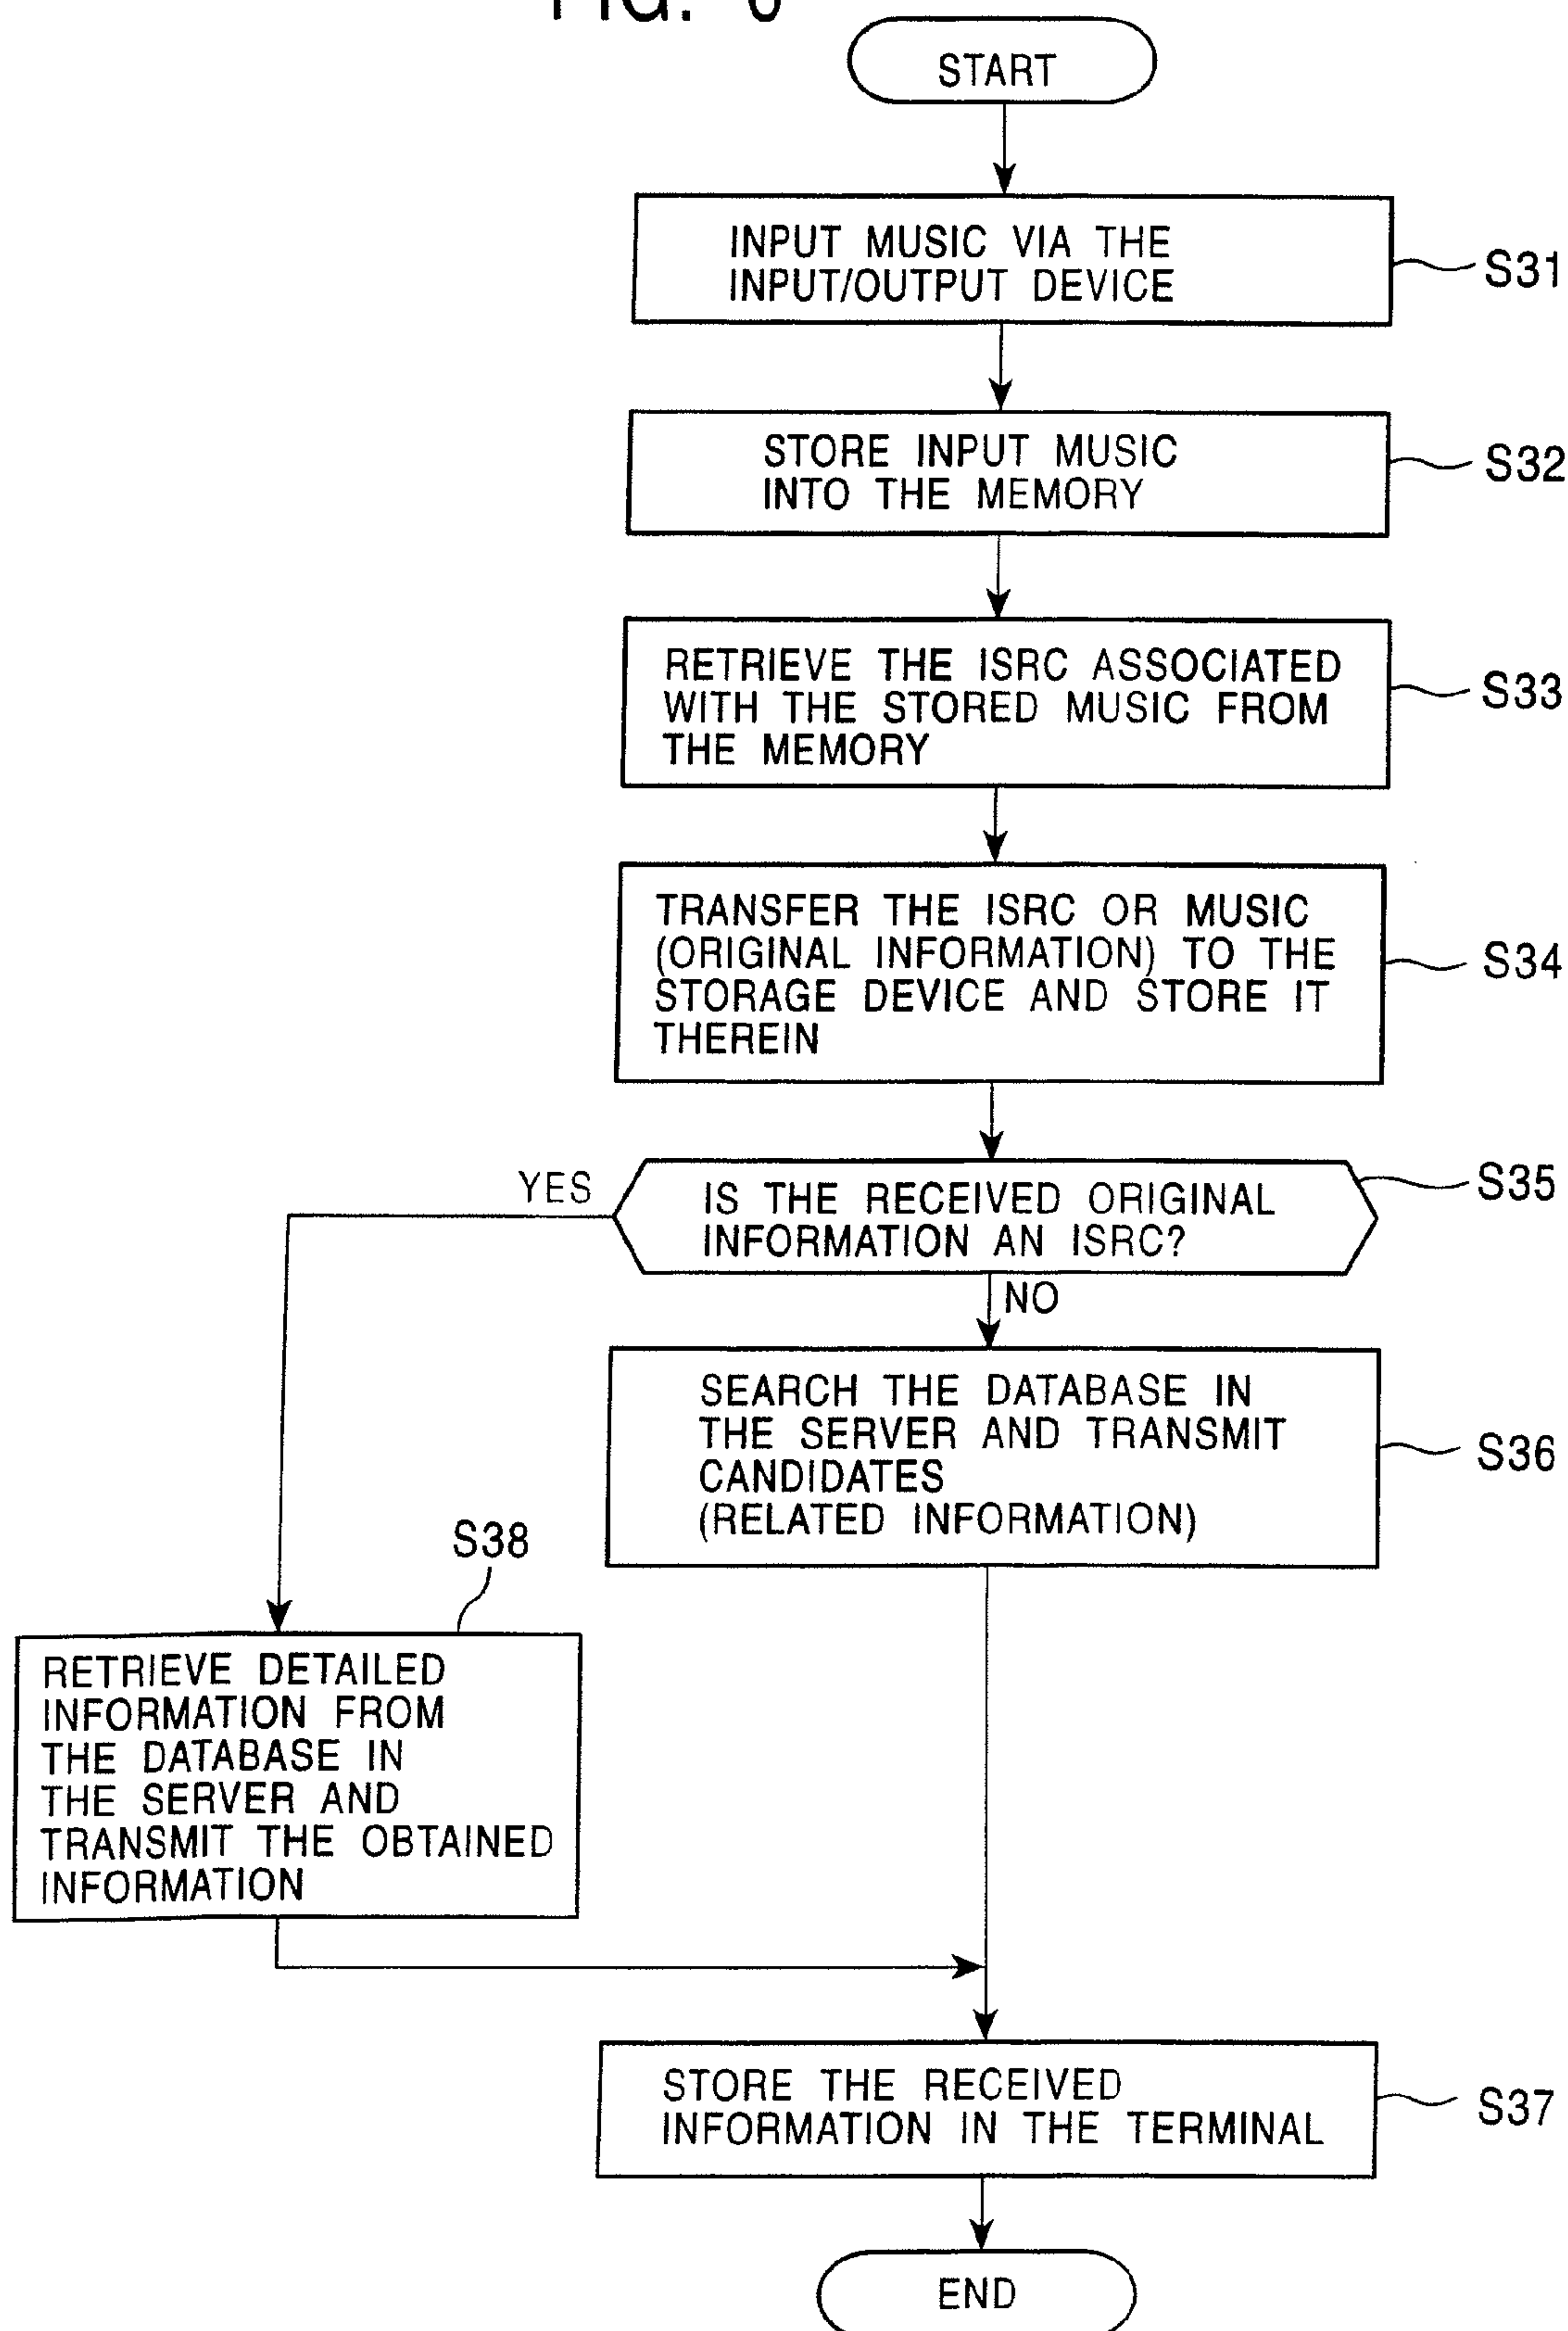 START
INPUT MUSIC VIA THE
INPUT/OUTPUT DEVICE
S31
STORE INPUT MUSIC
INTO THE MEMORY
S32
RETRIEVE THE ISRC ASSOCIATED
WITH THE STORED MUSIC FROM
THE MEMORY
S33
TRANSFER THE ISRC OR MUSIC
(ORIGINAL INFORMATION) TO THE
STORAGE DEVICE AND STORE IT
THEREIN
S34
YES
IS THE RECEIVED ORIGINAL
INFORMATION AN ISRC?
S35
NO
SEARCH THE DATABASE IN
THE SERVER AND TRANSMIT
CANDIDATES
(RELATED INFORMATION)
S36
S38
RETRIEVE DETAILED
INFORMATION FROM
THE DATABASE IN
THE SERVER AND
TRANSMIT THE OBTAINED
INFORMATION
STORE THE RECEIVED
INFORMATION IN THE TERMINAL
S37
END